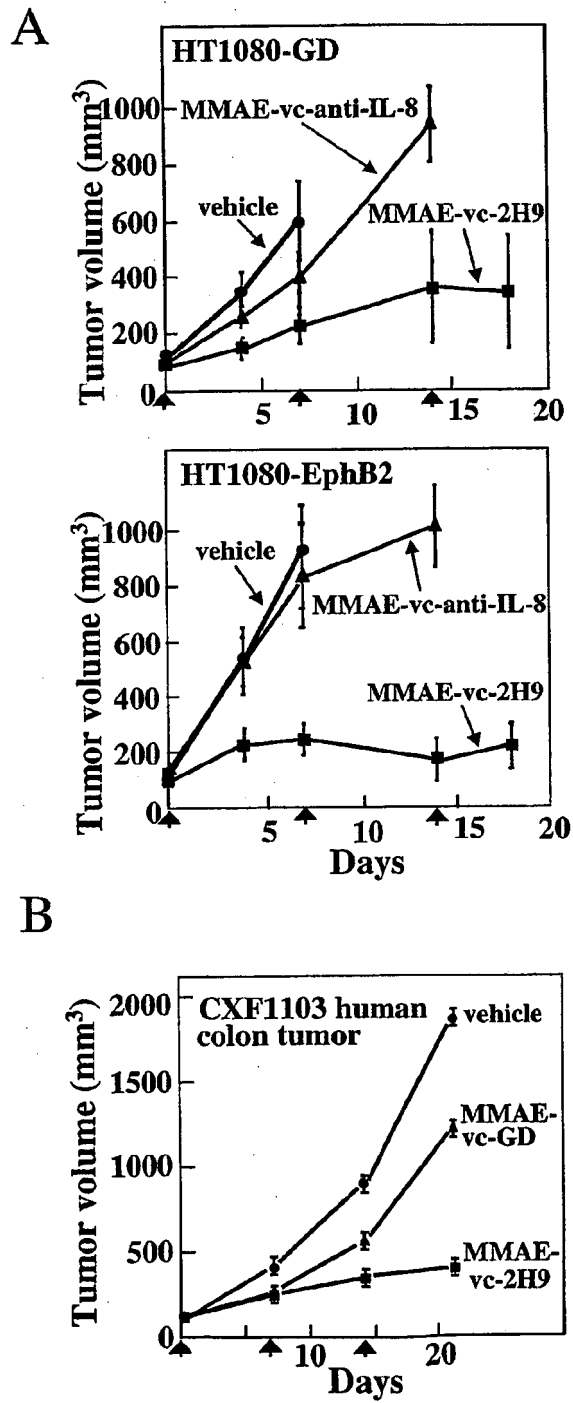 A
HT1080-GD
Tumor volume (mm³)
1000
800
600
400
200
0
MMAE-vc-anti-IL-8
vehicle
MMAE-vc-2H9
5
10
15
20
HT1080-EphB2
Tumor volume (mm³)
1000
800
600
400
200
0
vehicle
MMAE-vc-anti-IL-8
MMAE-vc-2H9
5
10
15
20
Days
B
CXF1103 human
colon tumor
Tumor volume (mm³)
2000
1500
1000
500
0
vehicle
MMAE-
vc-GD
MMAE-
vc-2H9
10
20
Days